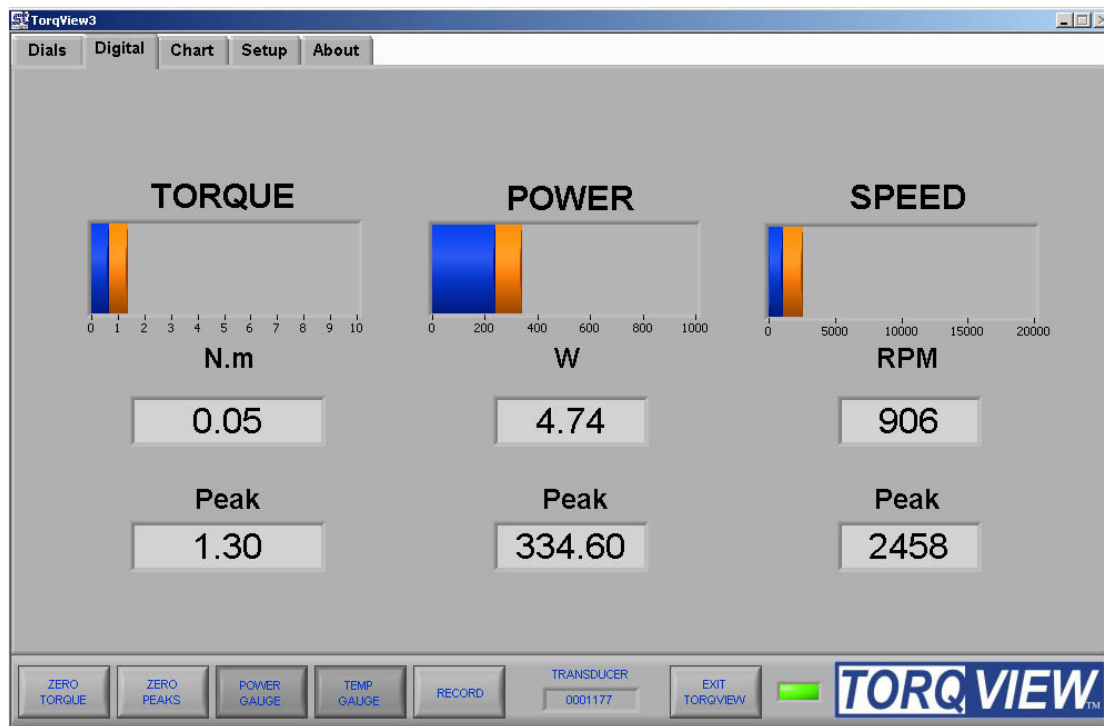 TorqView3
Dials Digital Chart Setup About
TORQUE POWER SPEED
0 1 2 3 4 5 6 7 8 9 10 0 200 400 600 800 1000 0 5000 10000 15000 20000
N.m W RPM
0.05 4.74 906
Peak Peak Peak
1.30 334.60 2458
ZERO TORQUE
ZERO PEAKS
POWER GAUGE
TEMP GAUGE
RECORD
TRANSDUCER
0001177
EXIT TORQVIEW
TORQVIEW™